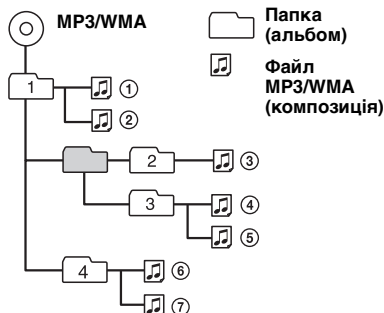 MP3/WMA
Папка
(альбом)
Файл
MP3/WMA
(композиція)
1
①
②
2
③
3
④
⑤
4
⑥
⑦